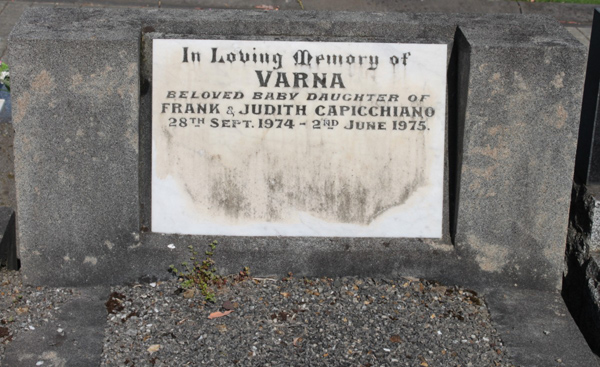 In Loving Memory of
VARNA
BELOVED BABY DAUGHTER OF
FRANK & JUDITH CAPICCHIANO
28TH SEPT. 1974 - 2ND JUNE 1975.